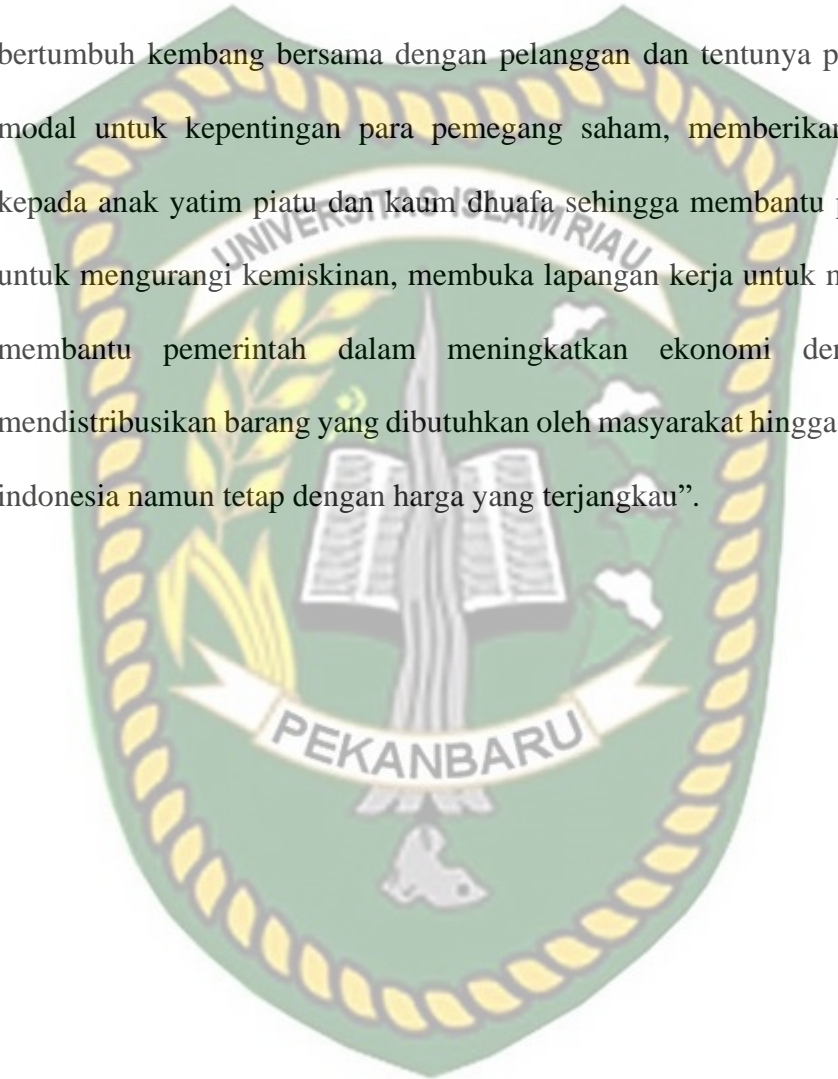 bertumbuh kembang bersama dengan pelanggan dan tentunya
modal untuk kepentingan para pemegang saham, memberikan
kepada anak yatim piatu dan kaum dhuafa sehingga membantu
untuk mengurangi kemiskinan, membuka lapangan kerja untuk
membantu pemerintah dalam meningkatkan ekonomi
mendistribusikan barang yang dibutuhkan oleh masyarakat hingga
indonesia namun tetap dengan harga yang terjangkau”.
UNIVERSITAS ISLAM RIAU
PEKANBARU